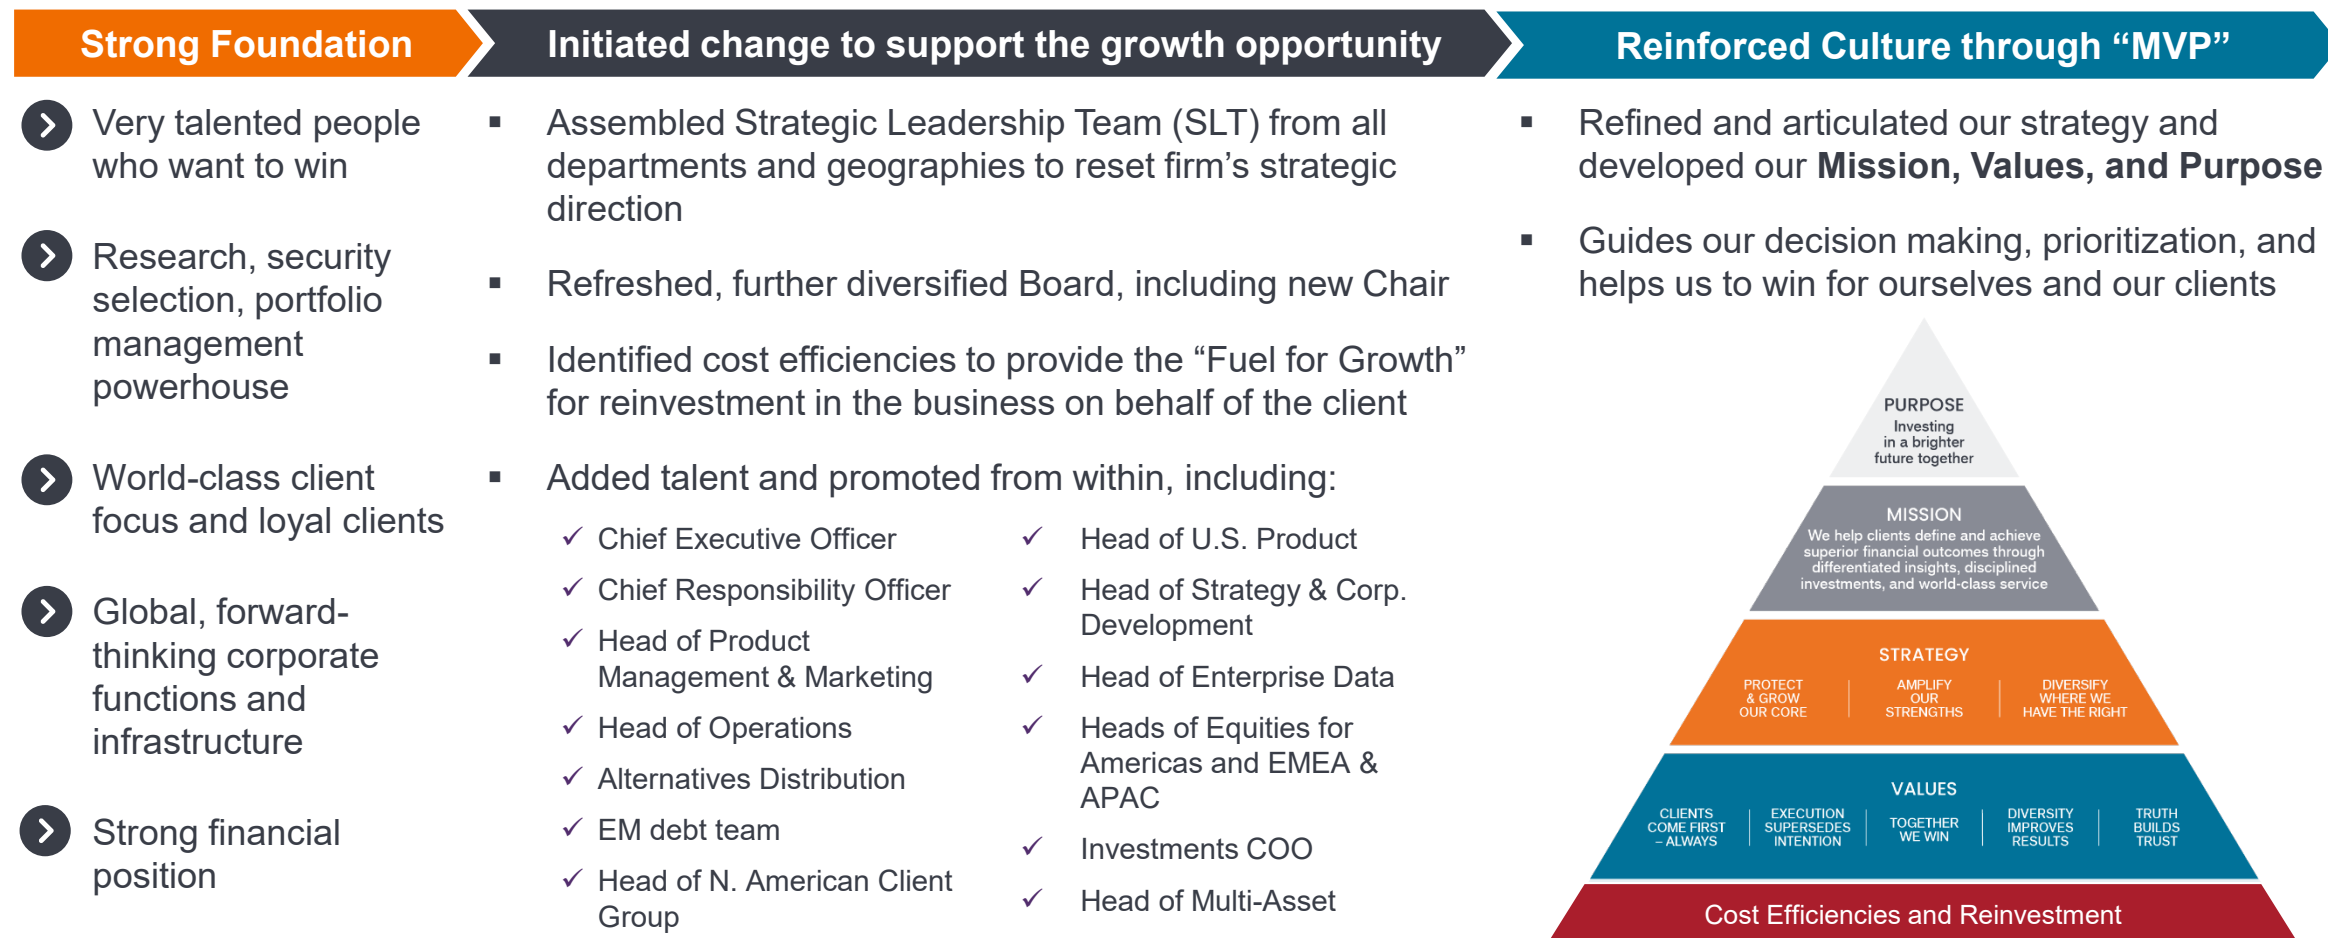 Strong Foundation
Very talented people
who want to win
Research, security
selection, portfolio
management
powerhouse
World-class client
focus and loyal clients
Global, forward-
thinking corporate
functions and
infrastructure
Strong financial
position
Initiated change to support the growth opportunity
Assembled Strategic Leadership Team (SLT) from all
departments and geographies to reset firm’s strategic
direction
Refreshed, further diversified Board, including new Chair
Identified cost efficiencies to provide the “Fuel for Growth”
for reinvestment in the business on behalf of the client
Added talent and promoted from within, including:
Chief Executive Officer
Chief Responsibility Officer
Head of Product
Management & Marketing
Head of Operations
Alternatives Distribution
EM debt team
Head of N. American Client
Group
Head of U.S. Product
Head of Strategy & Corp.
Development
Head of Enterprise Data
Heads of Equities for
Americas and EMEA &
APAC
Investments COO
Head of Multi-Asset
Reinforced Culture through “MVP”
Refined and articulated our strategy and
developed our Mission, Values, and Purpose
Guides our decision making, prioritization, and
helps us to win for ourselves and our clients
PURPOSE
Investing
in a brighter
future together
MISSION
We help clients define and achieve
superior financial outcomes through
differentiated insights, disciplined
investments, and world-class service
STRATEGY
PROTECT
& GROW
OUR CORE
AMPLIFY
OUR
STRENGTHS
DIVERSIFY
WHERE WE
HAVE THE RIGHT
VALUES
CLIENTS
COME FIRST
– ALWAYS
EXECUTION
SUPERSEDES
INTENTION
TOGETHER
WE WIN
DIVERSITY
IMPROVES
RESULTS
TRUTH
BUILDS
TRUST
Cost Efficiencies and Reinvestment